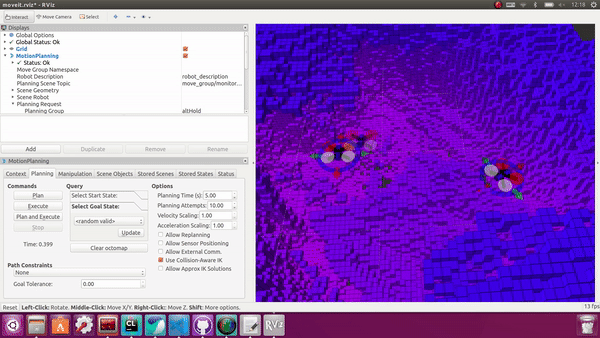 moveit.rviz* - RViz
12:18
Interact Move Camera Select
Displays
Global Options
Global Status: Ok
Grid
MotionPlanning
Status: Ok
Move Group Namespace
Robot Description robot_description
Planning Scene Topic move_group/monitor...
Scene Geometry
Scene Robot
Planning Request
Planning Group altHold
Add Duplicate Remove Rename
MotionPlanning
Context Planning Manipulation Scene Objects Stored Scenes Stored States Status
Commands Query Options
Plan Select Start State: Planning Time (s): 5.00
Execute Select Goal State: Planning Attempts: 10.00
Plan and Execute <random valid> Velocity Scaling: 1.00
Stop Update Acceleration Scaling: 1.00
Time: 0.399 Clear octomap Allow Replanning
Allow Sensor Positioning
Allow External Comm.
Use Collision-Aware IK
Allow Approx IK Solutions
Path Constraints
None
Goal Tolerance: 0.00
Reset Left-Click: Rotate. Middle-Click: Move X/Y. Right-Click: Move Z. Shift: More options.
13 fps
CL
RViz